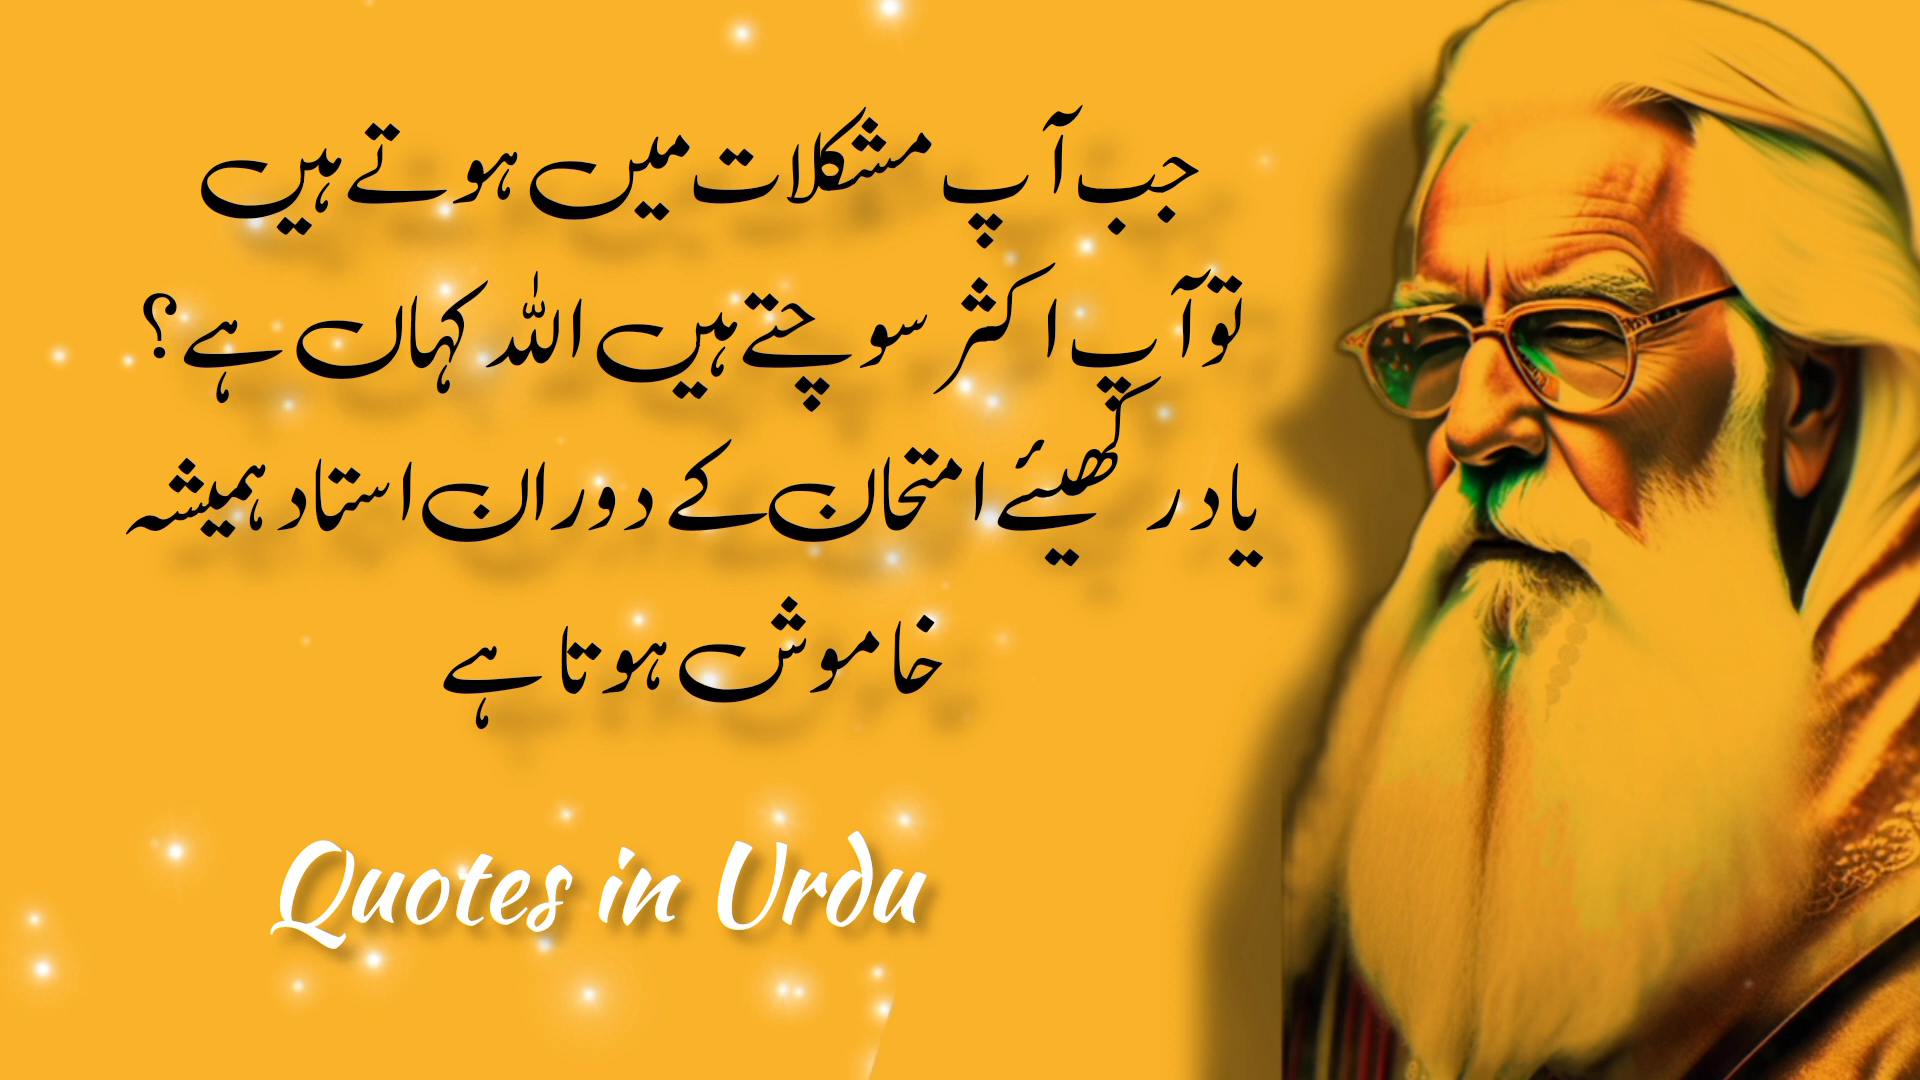 جب آپ مشکلات میں ہوتے ہیں
تو آپ اکثر سوچتے ہیں اللہ کہاں ہے؟
یاد رکھیئے امتحان کے دوران استاد ہمیشہ
خاموش ہوتا ہے
Quotes in Urdu